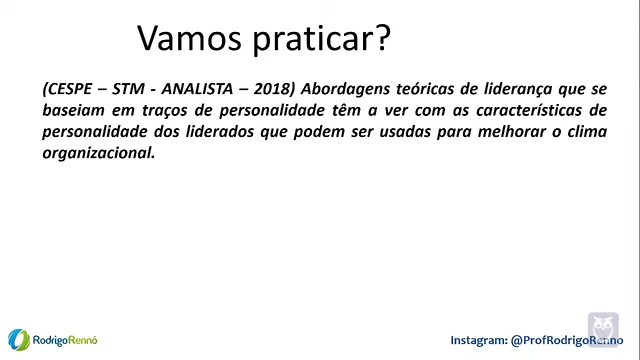 Vamos praticar?
(CESPE – STM - ANALISTA – 2018) Abordagens teóricas de liderança que se
baseiam em traços de personalidade têm a ver com as características de
personalidade dos liderados que podem ser usadas para melhorar o clima
organizacional.
RodrigoRennó
Instagram: @ProfRodrigoRenno